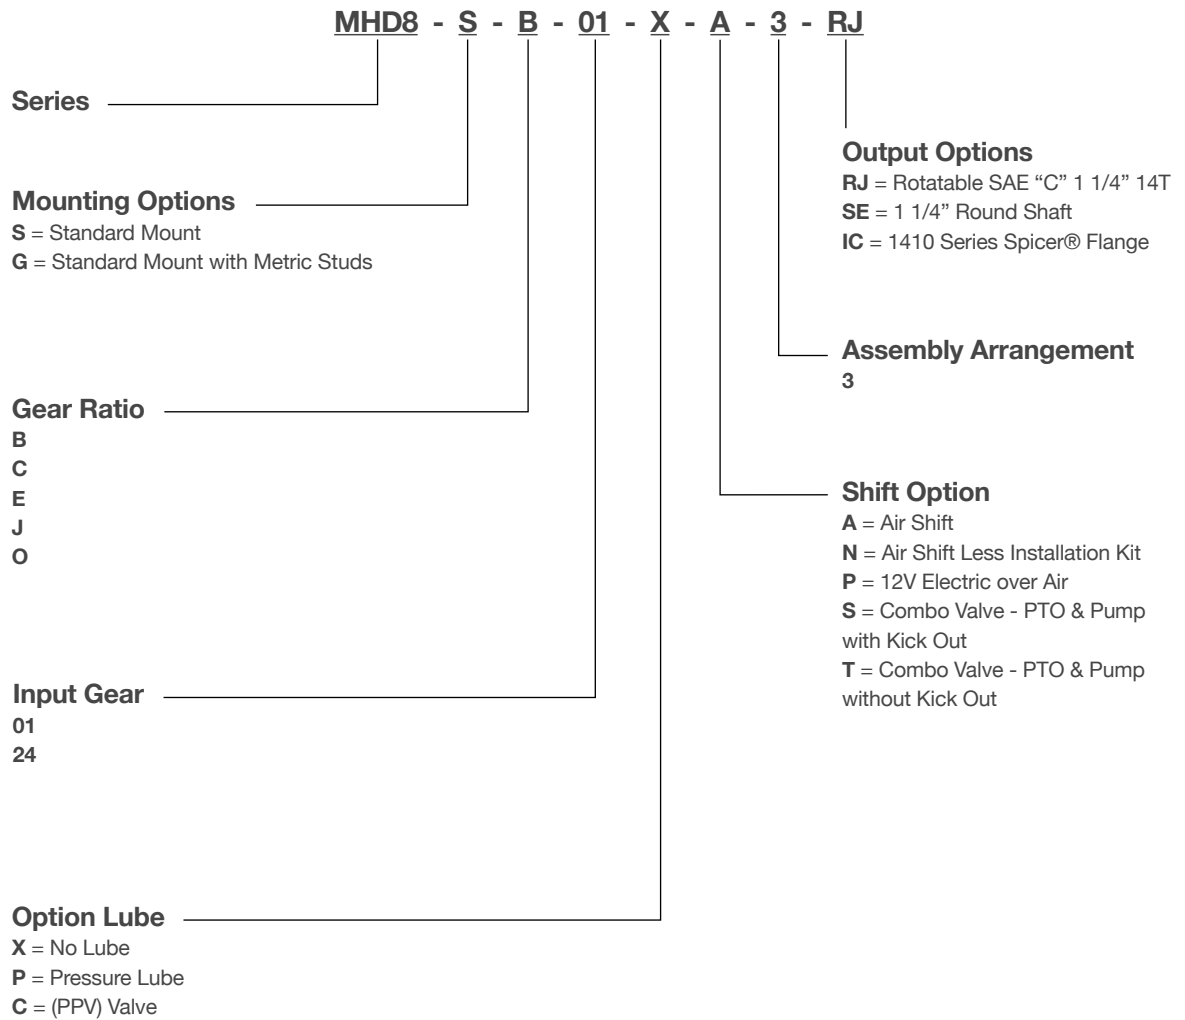 MHD8 - S - B - 01 - X - A - 3 - RJ
Series
Mounting Options
S = Standard Mount
G = Standard Mount with Metric Studs
Gear Ratio
B
C
E
J
O
Input Gear
01
24
Option Lube
X = No Lube
P = Pressure Lube
C = (PPV) Valve
Output Options
RJ = Rotatable SAE “C” 1 1/4” 14T
SE = 1 1/4” Round Shaft
IC = 1410 Series Spicer® Flange
Assembly Arrangement
3
Shift Option
A = Air Shift
N = Air Shift Less Installation Kit
P = 12V Electric over Air
S = Combo Valve - PTO & Pump
with Kick Out
T = Combo Valve - PTO & Pump
without Kick Out